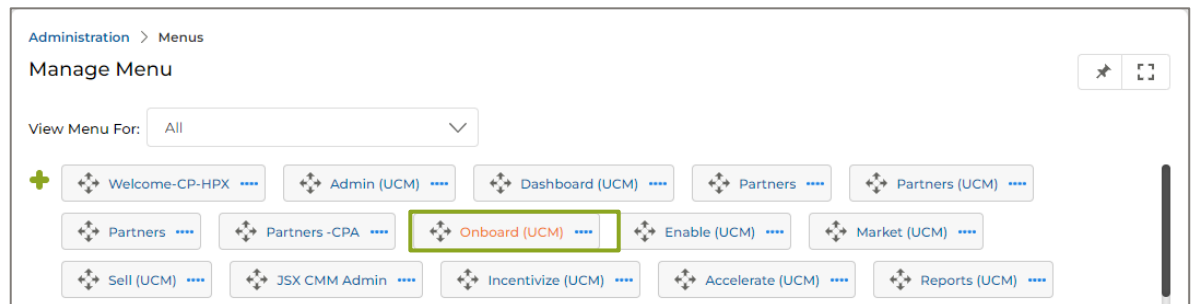 Administration > Menus
Manage Menu
View Menu For: All
Welcome-CP-HPX Admin (UCM) Dashboard (UCM) Partners Partners (UCM)
Partners Partners -CPA Onboard (UCM) Enable (UCM) Market (UCM)
Sell (UCM) JSX CMM Admin Incentivize (UCM) Accelerate (UCM) Reports (UCM)